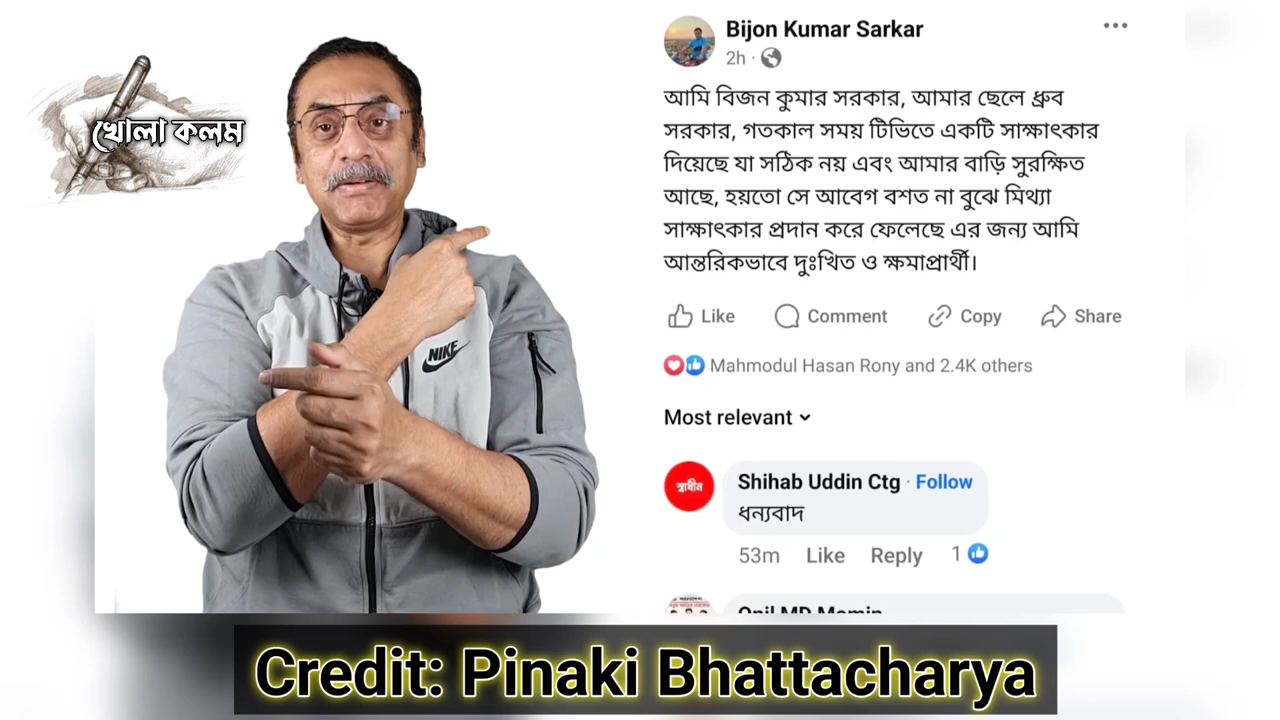 খোলা কলম
NIKE
Bijon Kumar Sarkar
2h
আমি বিজন কুমার সরকার, আমার ছেলে ধ্রুব
সরকার, গতকাল সময় টিভিতে একটি সাক্ষাৎকার
দিয়েছে যা সঠিক নয় এবং আমার বাড়ি সুরক্ষিত
আছে, হয়তো সে আবেগ বশত না বুঝে মিথ্যা
সাক্ষাৎকার প্রদান করে ফেলেছে এর জন্য আমি
আন্তরিকভাবে দুঃখিত ও ক্ষমাপ্রার্থী।
Like Comment Copy Share
Mahmodul Hasan Rony and 2.4K others
Most relevant
স্বাধীন
Shihab Uddin Ctg · Follow
ধন্যবাদ
53m Like Reply 1
Credit: Pinaki Bhattacharya